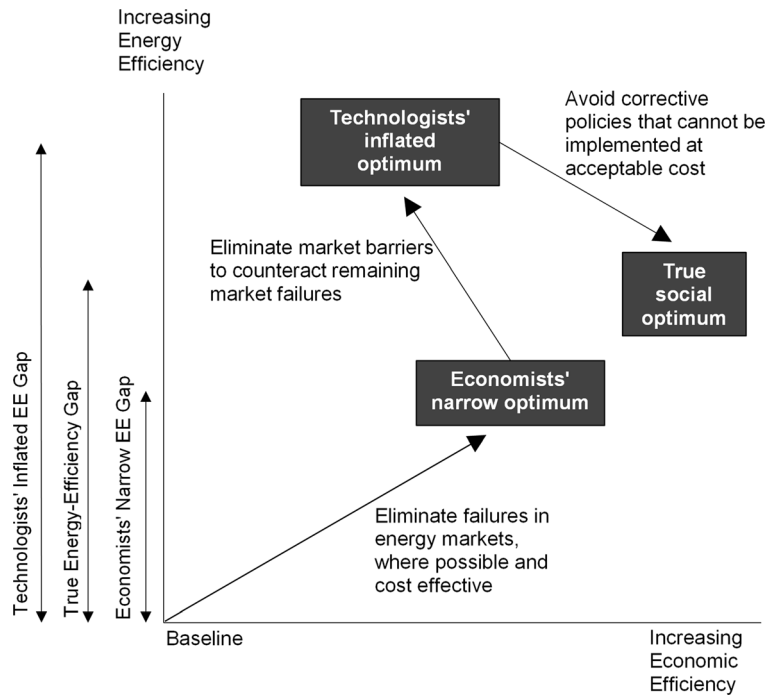 Increasing
Energy
Efficiency
Technologists'
inflated
optimum
Avoid corrective
policies that cannot be
implemented at
acceptable cost
Eliminate market barriers
to counteract remaining
market failures
True
social
optimum
Economists'
narrow optimum
Eliminate failures in
energy markets,
where possible and
cost effective
Technologists' Inflated EE Gap
True Energy-Efficiency Gap
Economists' Narrow EE Gap
Baseline
Increasing
Economic
Efficiency